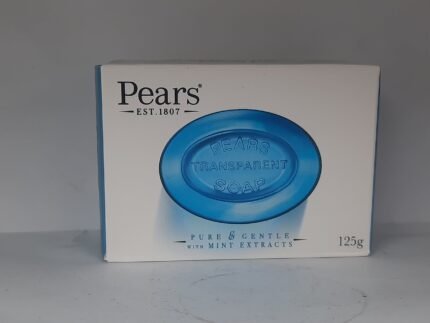 Pears®
EST. 1807
PEARS
TRANSPARENT
SOAP
PURE & GENTLE
WITH MINT EXTRACTS
125g